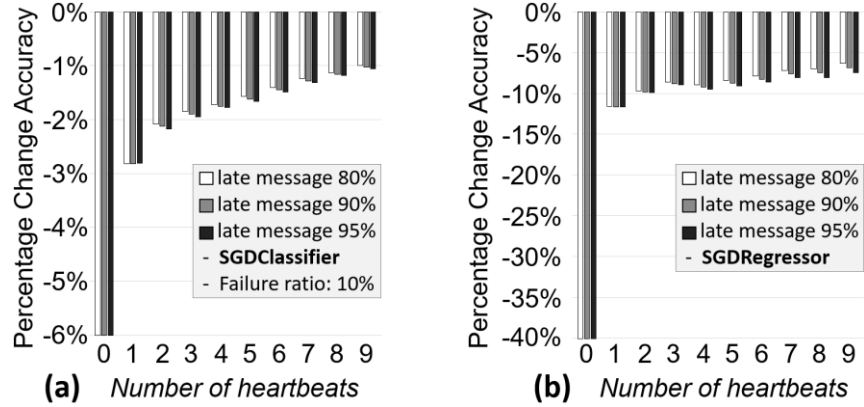 Percentage Change Accuracy
0%
-1%
-2%
-3%
-4%
-5%
-6%
late message 80%
late message 90%
late message 95%
- SGDClassifier
- Failure ratio: 10%
0 1 2 3 4 5 6 7 8 9
(a) Number of heartbeats
Percentage Change Accuracy
0%
-5%
-10%
-15%
-20%
-25%
-30%
-35%
-40%
late message 80%
late message 90%
late message 95%
- SGDRegressor
0 1 2 3 4 5 6 7 8 9
(b) Number of heartbeats